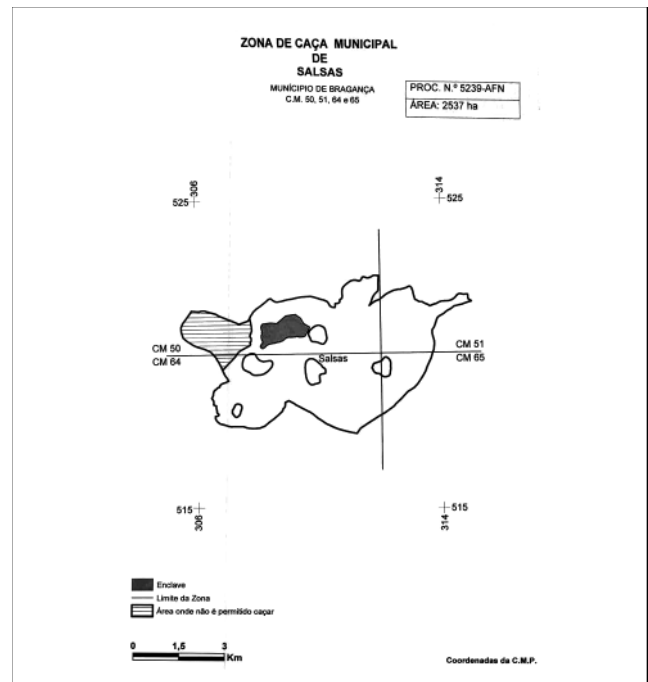 ZONA DE CAÇA MUNICIPAL
DE
SALSAS
MUNÍCIPIO DE BRAGANÇA
C.M. 50, 51, 64 e 65
PROC. N.º 5239-AFN
ÁREA: 2537 ha
306
525
314
525
CM 50
CM 64
Salsas
CM 51
CM 65
515
306
515
314
Enclave
Limite da Zona
Área onde não é permitido caçar
0 1,5 3
Km
Coordenadas da C.M.P.